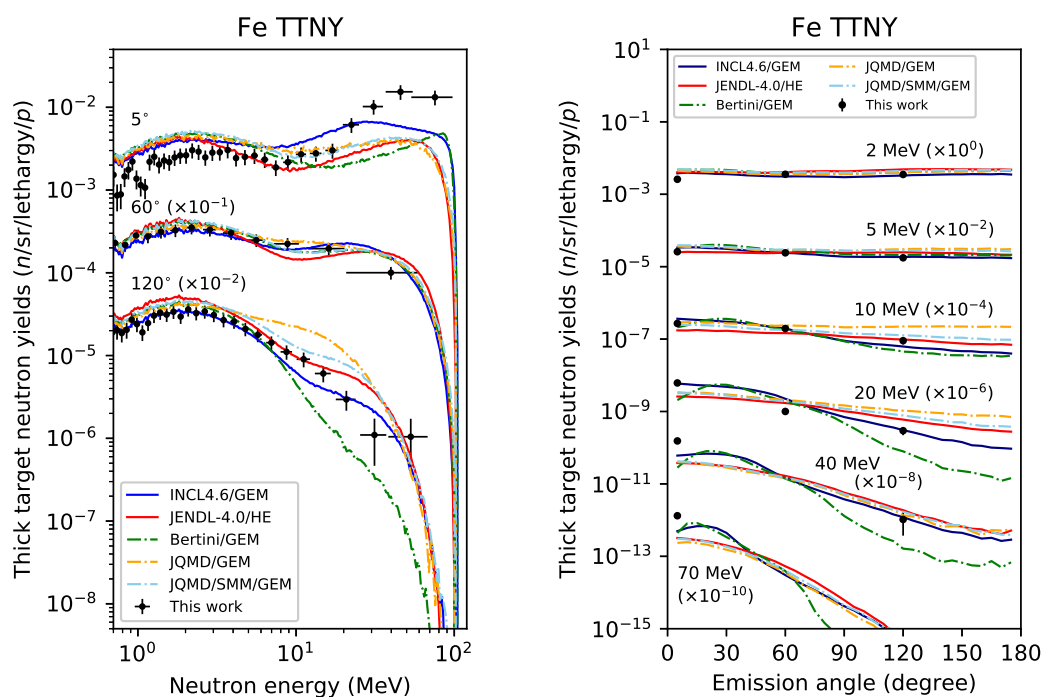 Fe TTNY
Thick target neutron yields (n/sr/lethargy/p)
10⁻²
10⁻³
10⁻⁴
10⁻⁵
10⁻⁶
10⁻⁷
10⁻⁸
5°
60° (×10⁻¹)
120° (×10⁻²)
INCL4.6/GEM
JENDL-4.0/HE
Bertini/GEM
JQMD/GEM
JQMD/SMM/GEM
This work
10⁰ 10¹ 10²
Neutron energy (MeV)
Fe TTNY
Thick target neutron yields (n/sr/lethargy/p)
10¹
10⁻¹
10⁻³
10⁻⁵
10⁻⁷
10⁻⁹
10⁻¹¹
10⁻¹³
10⁻¹⁵
INCL4.6/GEM
JENDL-4.0/HE
Bertini/GEM
JQMD/GEM
JQMD/SMM/GEM
This work
2 MeV (×10⁰)
5 MeV (×10⁻²)
10 MeV (×10⁻⁴)
20 MeV (×10⁻⁶)
40 MeV
(×10⁻⁸)
70 MeV
(×10⁻¹⁰)
0 30 60 90 120 150 180
Emission angle (degree)